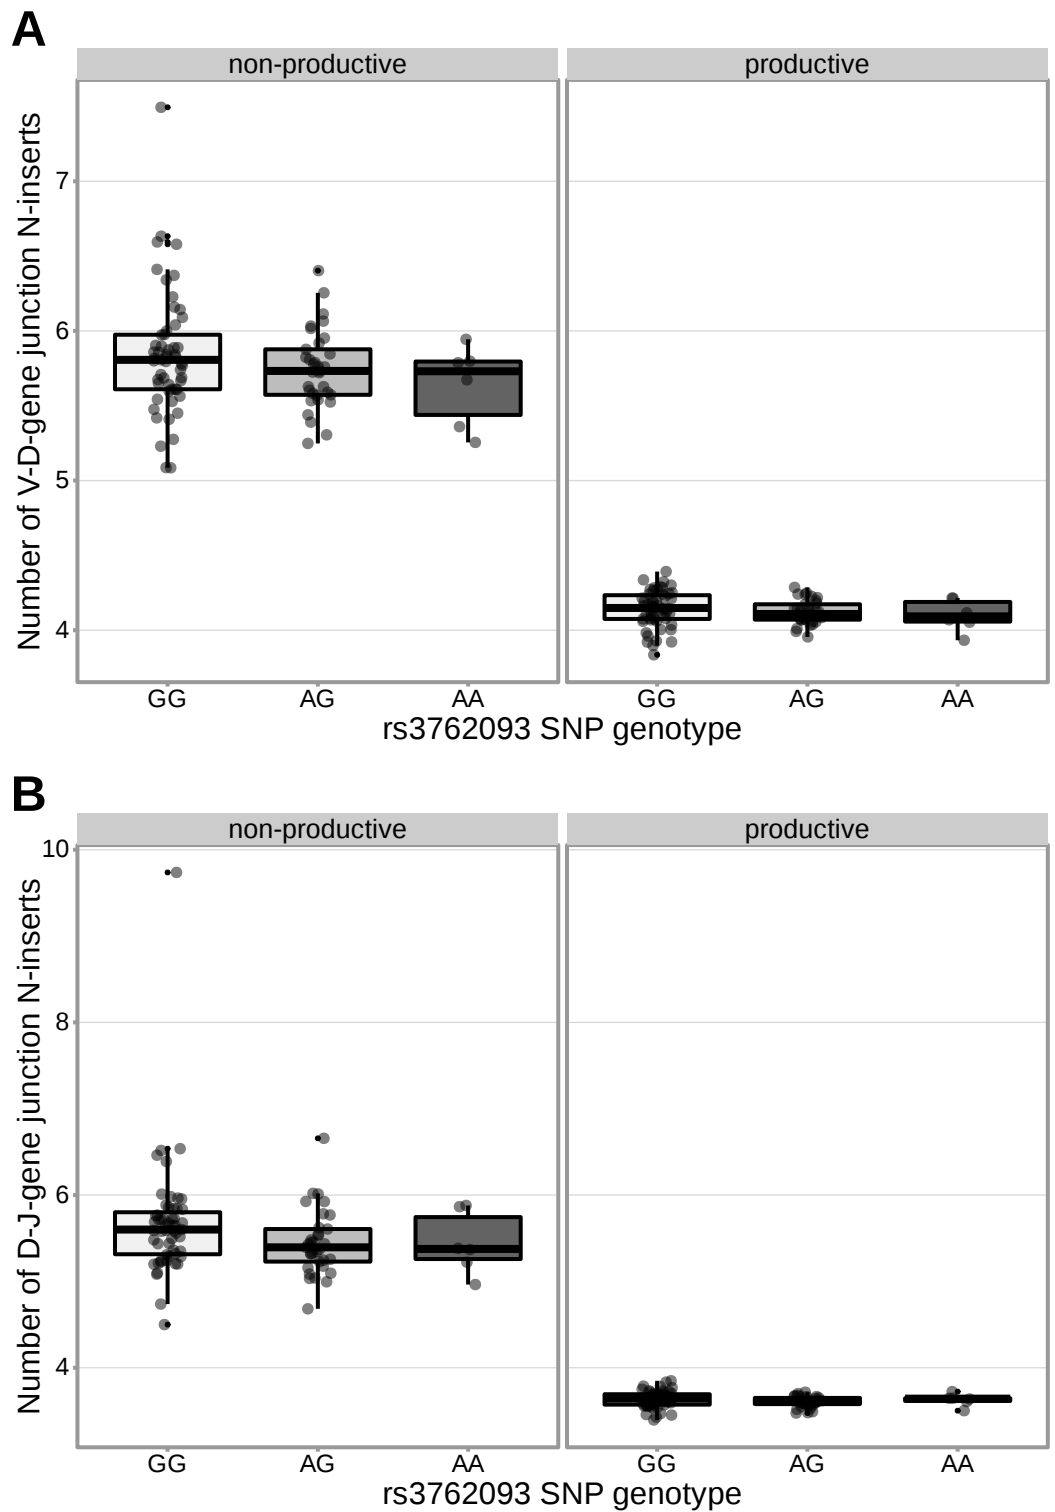 A
non-productive
productive
Number of V-D-gene junction N-inserts
7
6
5
4
GG
AG
AA
GG
AG
AA
rs3762093 SNP genotype
B
non-productive
productive
Number of D-J-gene junction N-inserts
10
8
6
4
GG
AG
AA
GG
AG
AA
rs3762093 SNP genotype